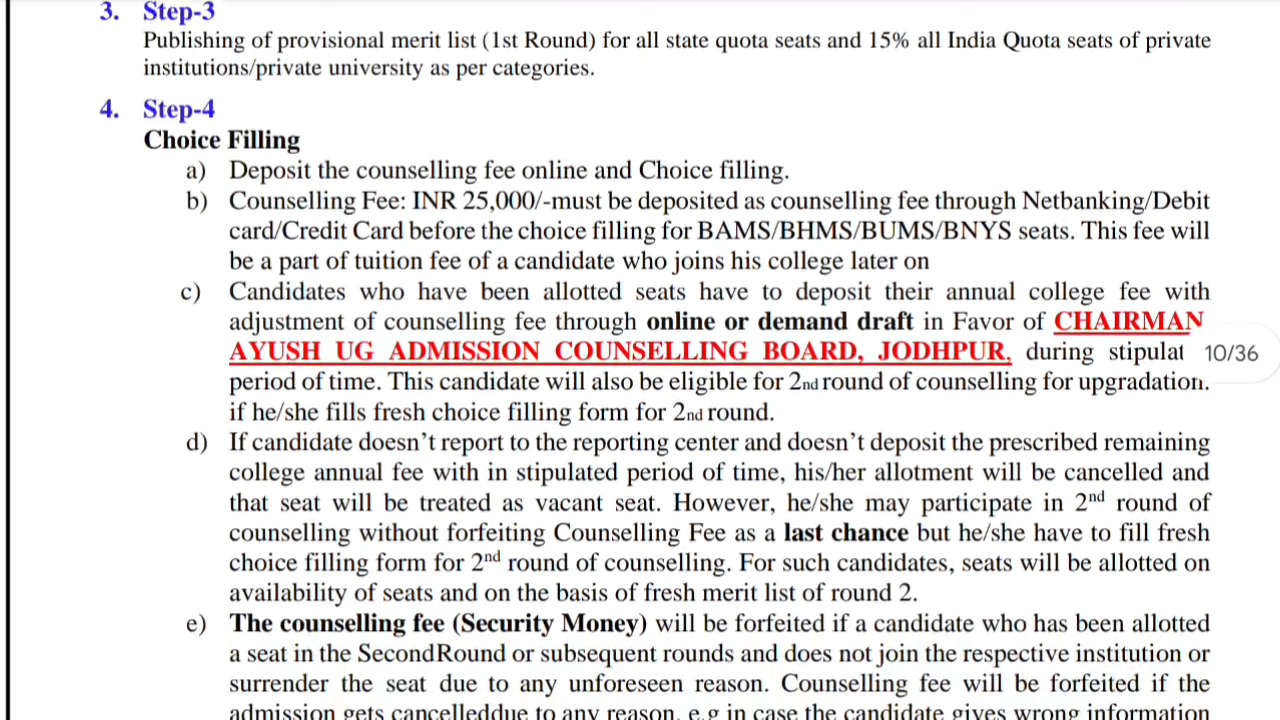 3. Step-3
Publishing of provisional merit list (1st Round) for all state quota seats and 15% all India Quota seats of private
institutions/private university as per categories.
4. Step-4
Choice Filling
a) Deposit the counselling fee online and Choice filling.
b) Counselling Fee: INR 25,000/-must be deposited as counselling fee through Netbanking/Debit
card/Credit Card before the choice filling for BAMS/BHMS/BUMS/BNYS seats. This fee will
be a part of tuition fee of a candidate who joins his college later on
c) Candidates who have been allotted seats have to deposit their annual college fee with
adjustment of counselling fee through online or demand draft in Favor of CHAIRMAN
AYUSH UG ADMISSION COUNSELLING BOARD, JODHPUR, during stipulat 10/36
period of time. This candidate will also be eligible for 2nd round of counselling for upgradation.
if he/she fills fresh choice filling form for 2nd round.
d) If candidate doesn't report to the reporting center and doesn't deposit the prescribed remaining
college annual fee with in stipulated period of time, his/her allotment will be cancelled and
that seat will be treated as vacant seat. However, he/she may participate in 2nd round of
counselling without forfeiting Counselling Fee as a last chance but he/she have to fill fresh
choice filling form for 2nd round of counselling. For such candidates, seats will be allotted on
availability of seats and on the basis of fresh merit list of round 2.
e) The counselling fee (Security Money) will be forfeited if a candidate who has been allotted
a seat in the SecondRound or subsequent rounds and does not join the respective institution or
surrender the seat due to any unforeseen reason. Counselling fee will be forfeited if the
admission gets cancelleddue to any reason, e.g in case the candidate gives wrong information